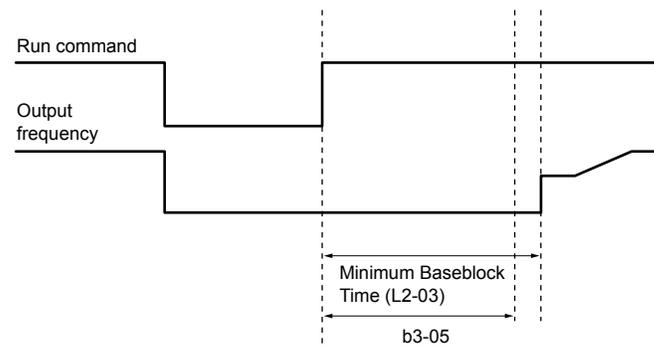 Run command
Output
frequency
Minimum Baseblock
Time (L2-03)
b3-05